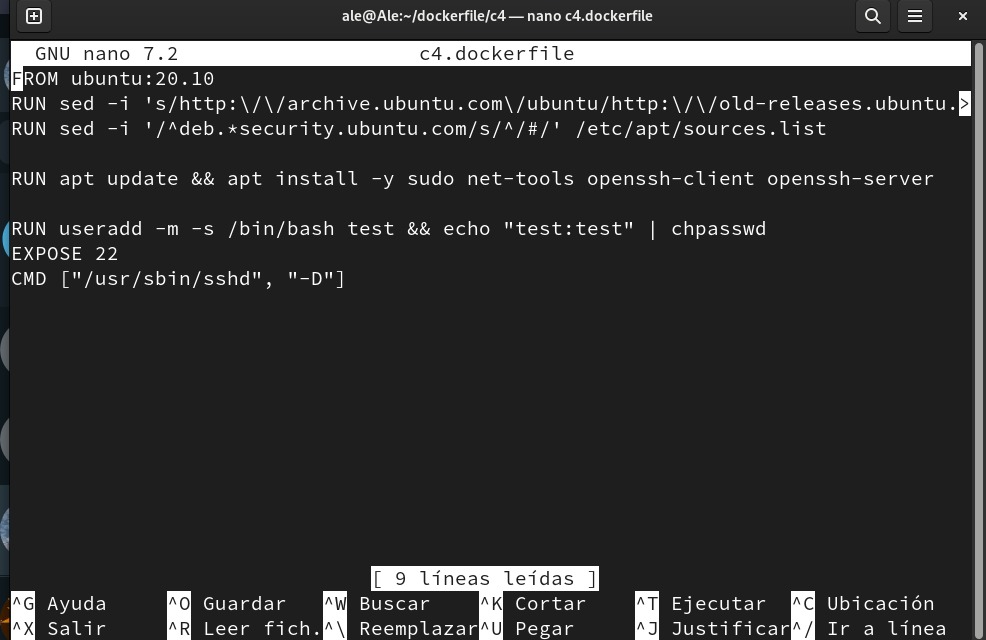 ale@Ale:~/dockerfile/c4 — nano c4.dockerfile
GNU nano 7.2 c4.dockerfile
FROM ubuntu:20.10
RUN sed -i 's/http:\/\/archive.ubuntu.com\/ubuntu/http:\/\/old-releases.ubuntu.>
RUN sed -i '/^deb.*security.ubuntu.com/s/^/#/' /etc/apt/sources.list
RUN apt update && apt install -y sudo net-tools openssh-client openssh-server
RUN useradd -m -s /bin/bash test && echo "test:test" | chpasswd
EXPOSE 22
CMD ["/usr/sbin/sshd", "-D"]
[ 9 líneas leídas ]
^G Ayuda ^O Guardar ^W Buscar ^K Cortar ^T Ejecutar ^C Ubicación
^X Salir ^R Leer fich. ^\ Reemplazar ^U Pegar ^J Justificar ^/ Ir a línea